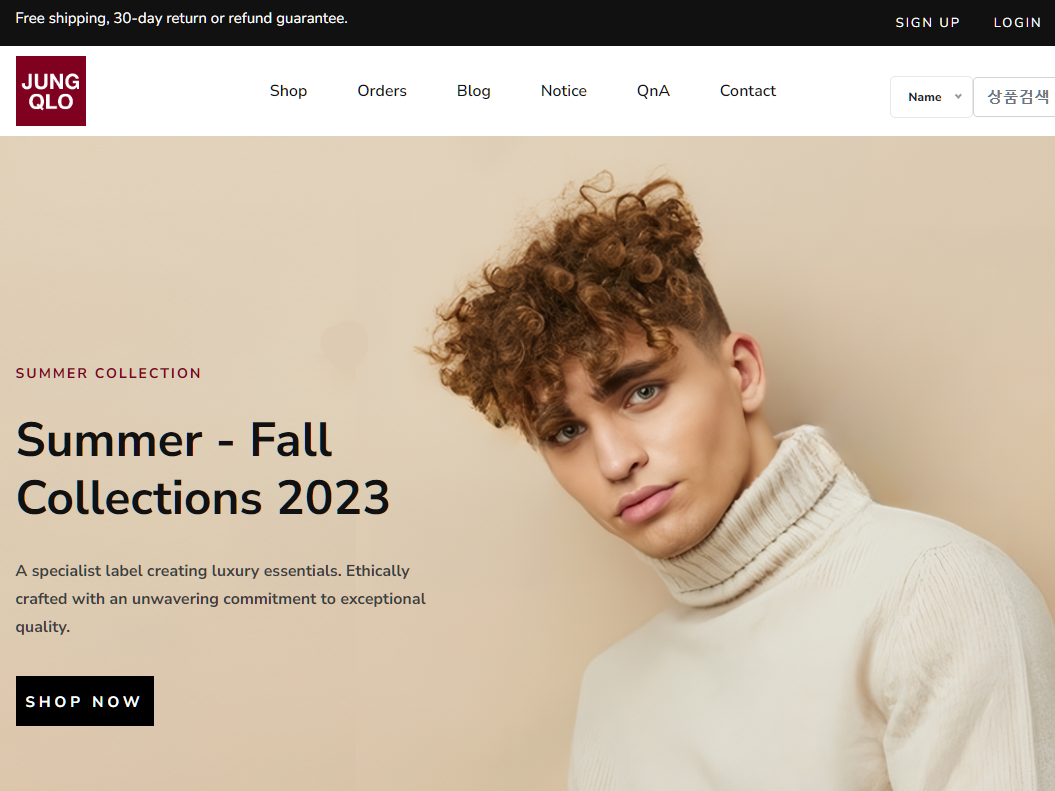 Free shipping, 30-day return or refund guarantee.
SIGN UP
LOGIN
JUNG
QLO
Shop
Orders
Blog
Notice
QnA
Contact
Name
상품검색
SUMMER COLLECTION
Summer - Fall
Collections 2023
A specialist label creating luxury essentials. Ethically
crafted with an unwavering commitment to exceptional
quality.
SHOP NOW